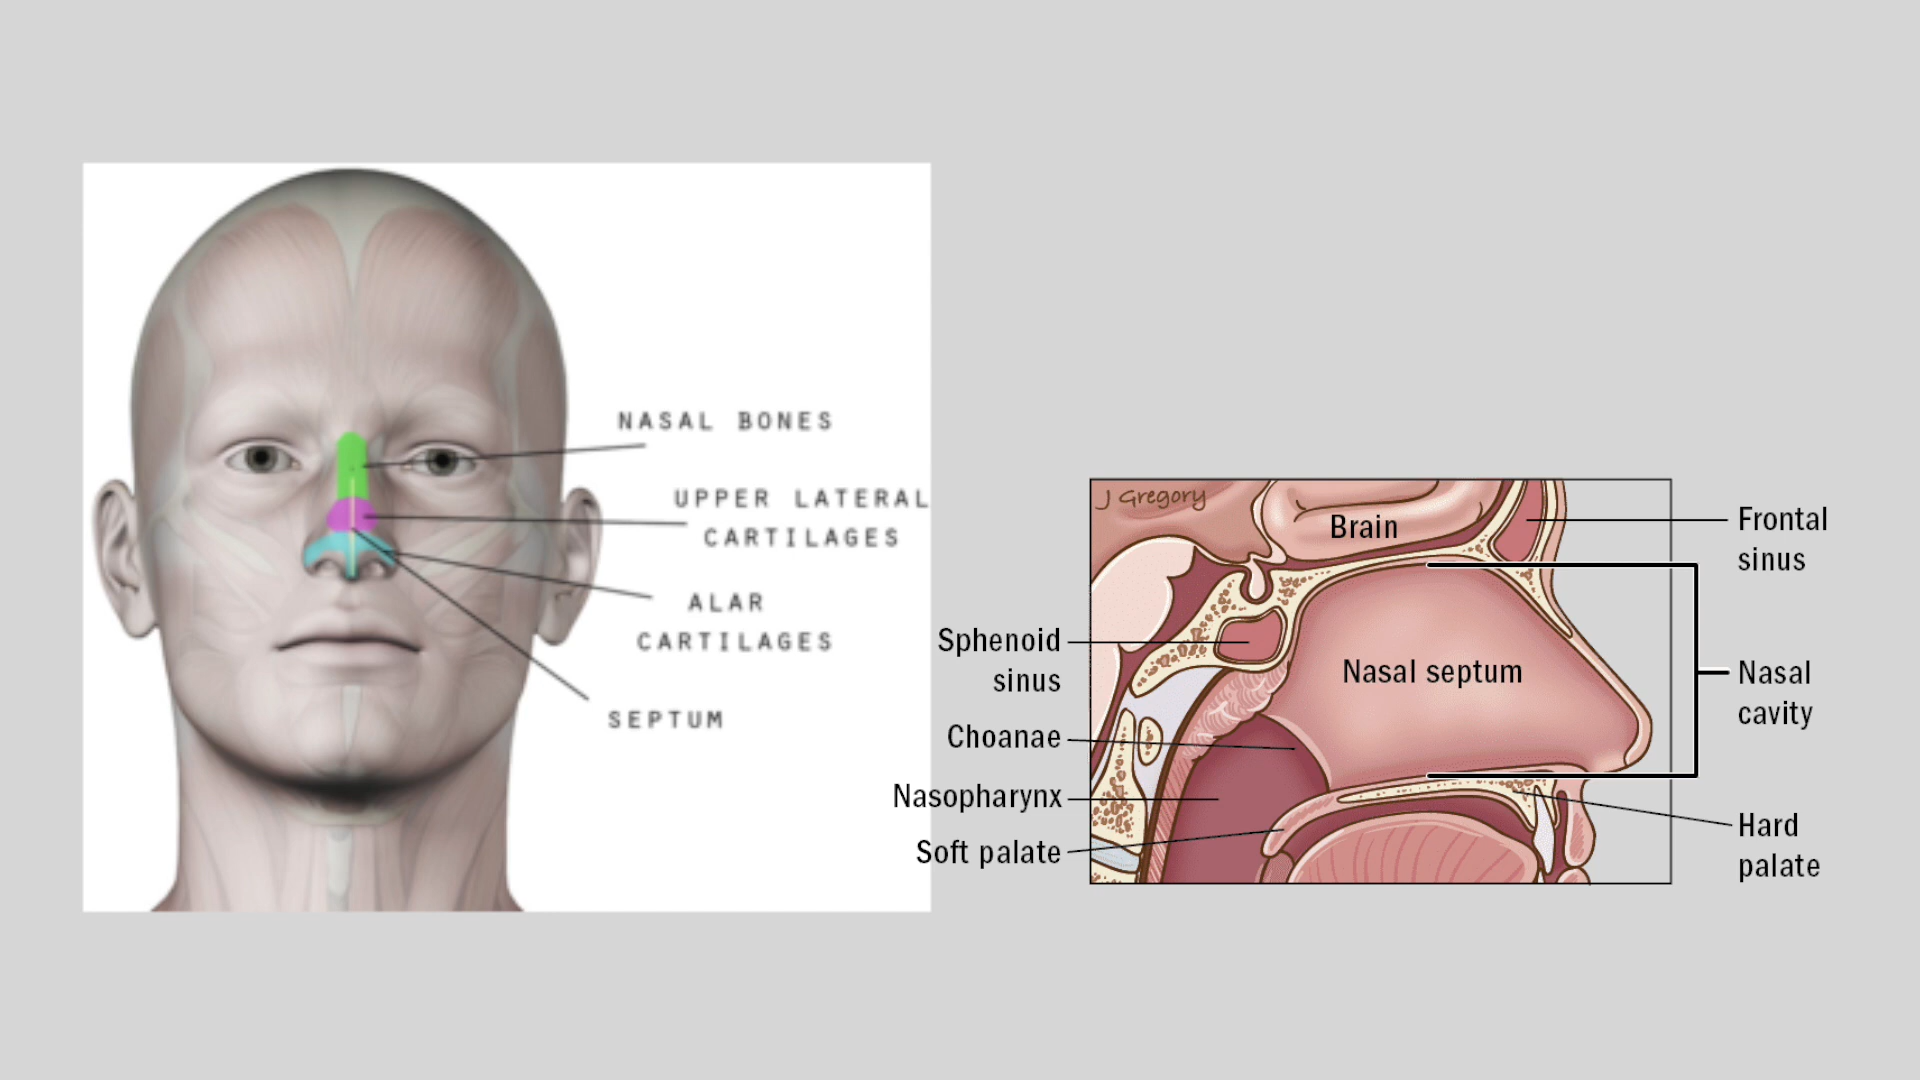 NASAL BONES
UPPER LATERAL
CARTILAGES
ALAR
CARTILAGES
SEPTUM
J Gregory
Brain
Nasal septum
Sphenoid
sinus
Choanae
Nasopharynx
Soft palate
Frontal
sinus
Nasal
cavity
Hard
palate